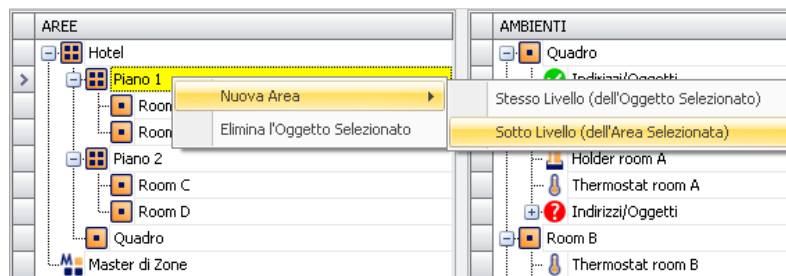 AREE
Hotel
Piano 1
Room
Room
Piano 2
Room C
Room D
Quadro
Master di Zone
Nuova Area
Elimina l'Oggetto Selezionato
Stesso Livello (dell'Oggetto Selezionato)
Sotto Livello (dell'Area Selezionata)
AMBIENTI
Quadro
Indirizzi/Oggetti
Holder room A
Thermostat room A
Indirizzi/Oggetti
Room B
Thermostat room B